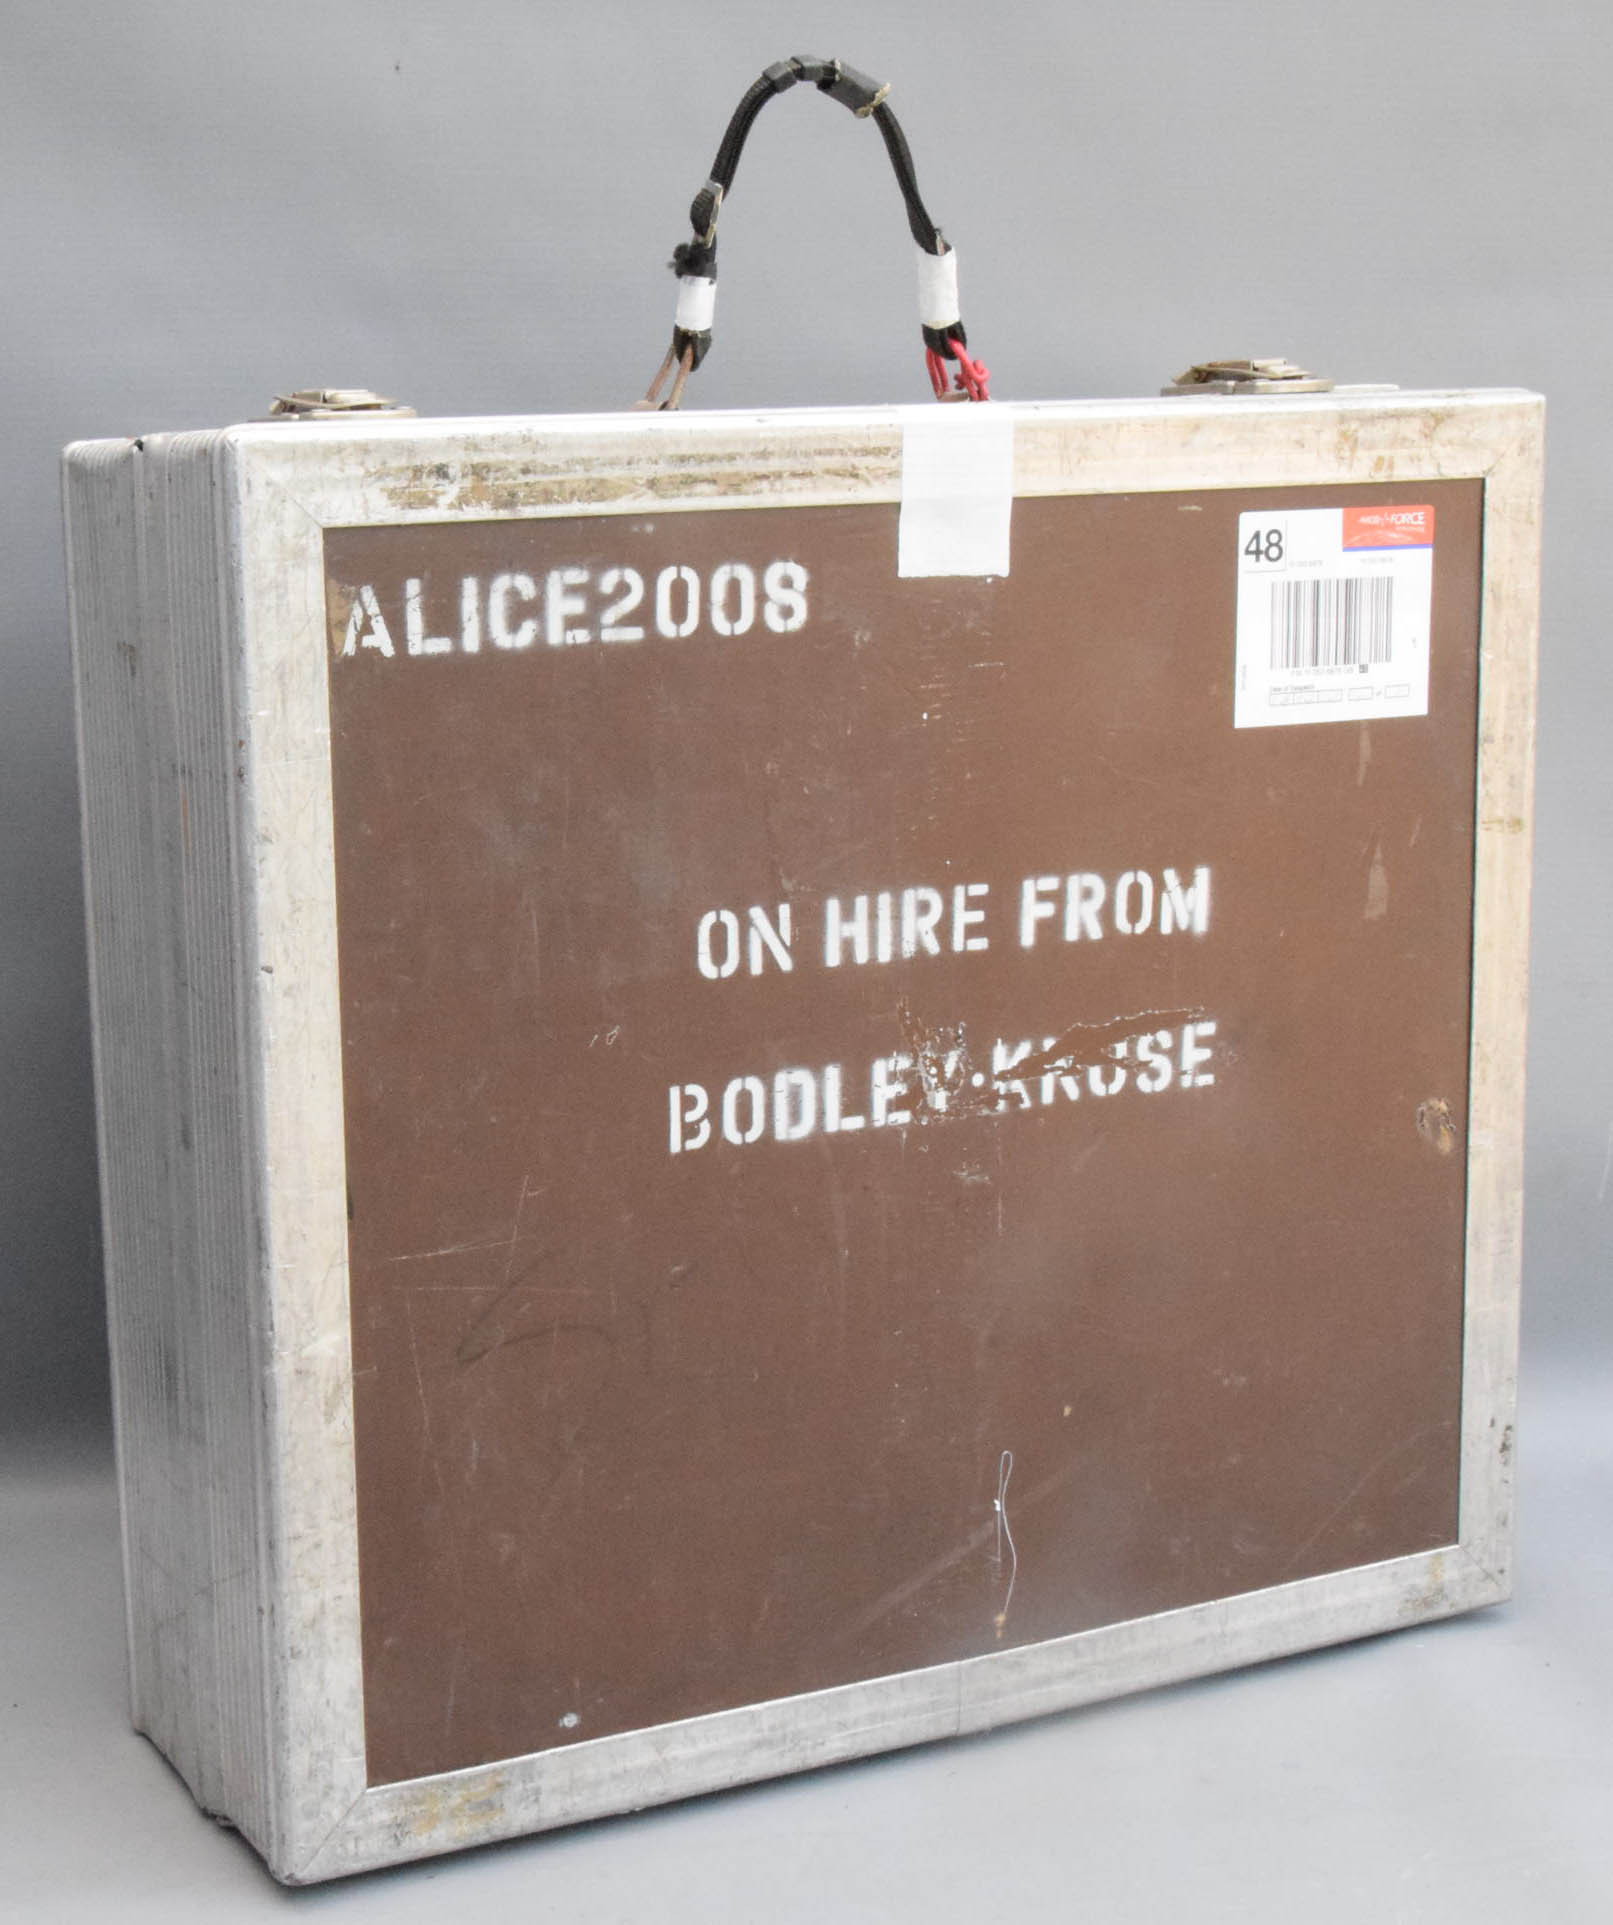 ALICE2008
48
ON HIRE FROM
BODLEY·KRUSE